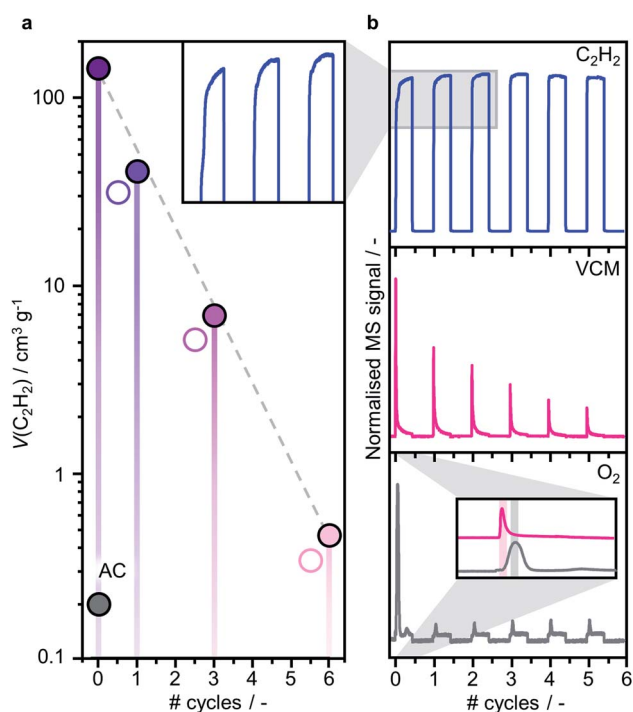 a
V(C₂H₂) / cm³ g⁻¹
100
10
1
0.1
AC
0 1 2 3 4 5 6
# cycles / -
b
Normalised MS signal / -
C₂H₂
VCM
O₂
0 1 2 3 4 5 6
# cycles / -